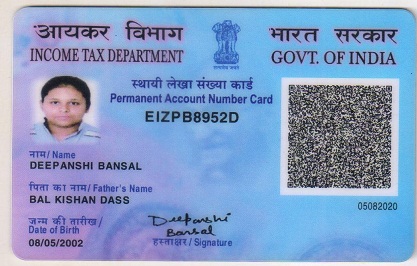 आयकर विभाग
INCOME TAX DEPARTMENT
भारत सरकार
GOVT. OF INDIA
स्थायी लेखा संख्या कार्ड
Permanent Account Number Card
EIZPB8952D
नाम/ Name
DEEPANSHI BANSAL
पिता का नाम/ Father's Name
BAL KISHAN DASS
जन्म की तारीख/
Date of Birth
08/05/2002
Deepanshi
Bansal
हस्ताक्षर/ Signature
05082020